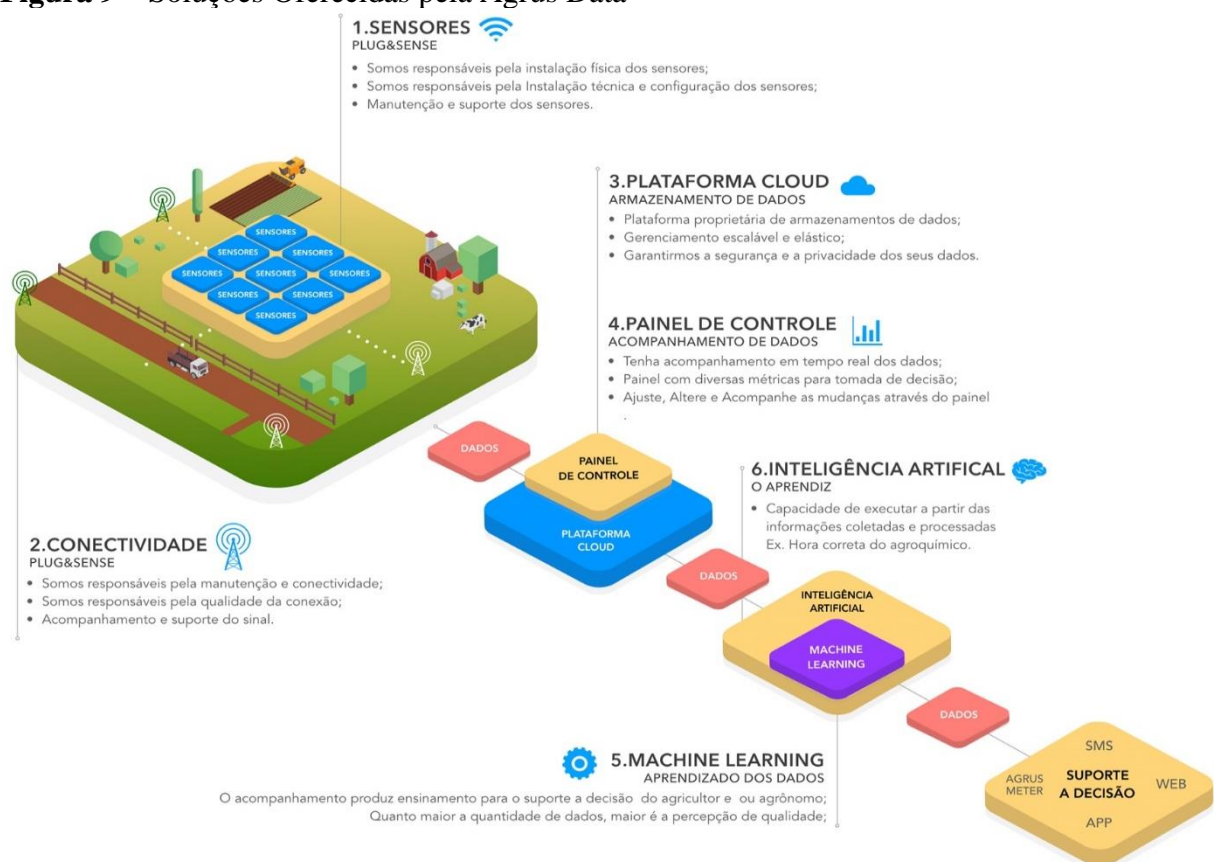 Figura 9 – Soluções Oferecidas pela Agrus Data
1.SENSORES
PLUG&SENSE
• Somos responsáveis pela instalação física dos sensores;
• Somos responsáveis pela Instalação técnica e configuração dos sensores;
• Manutenção e suporte dos sensores.
3.PLATAFORMA CLOUD
ARMAZENAMENTO DE DADOS
• Plataforma proprietária de armazenamentos de dados;
• Gerenciamento escalável e elástico;
• Garantirmos a segurança e a privacidade dos seus dados.
SENSORES
SENSORES
SENSORES
SENSORES
SENSORES
SENSORES
SENSORES
SENSORES
SENSORES
4.PAINEL DE CONTROLE
ACOMPANHAMENTO DE DADOS
• Tenha acompanhamento em tempo real dos dados;
• Painel com diversas métricas para tomada de decisão;
• Ajuste, Altere e Acompanhe as mudanças através do painel
.
DADOS
PAINEL
DE CONTROLE
PLATAFORMA
CLOUD
6.INTELIGÊNCIA ARTIFICAL
O APRENDIZ
• Capacidade de executar a partir das
informações coletadas e processadas
Ex. Hora correta do agroquímico.
2.CONECTIVIDADE
PLUG&SENSE
• Somos responsáveis pela manutenção e conectividade;
• Somos responsáveis pela qualidade da conexão;
• Acompanhamento e suporte do sinal.
DADOS
INTELIGÊNCIA
ARTIFICIAL
MACHINE
LEARNING
DADOS
5.MACHINE LEARNING
APRENDIZADO DOS DADOS
O acompanhamento produz ensinamento para o suporte a decisão do agricultor e ou agrônomo;
Quanto maior a quantidade de dados, maior é a percepção de qualidade;
SMS
AGRUS
METER
SUPORTE
A DECISÃO
WEB
APP